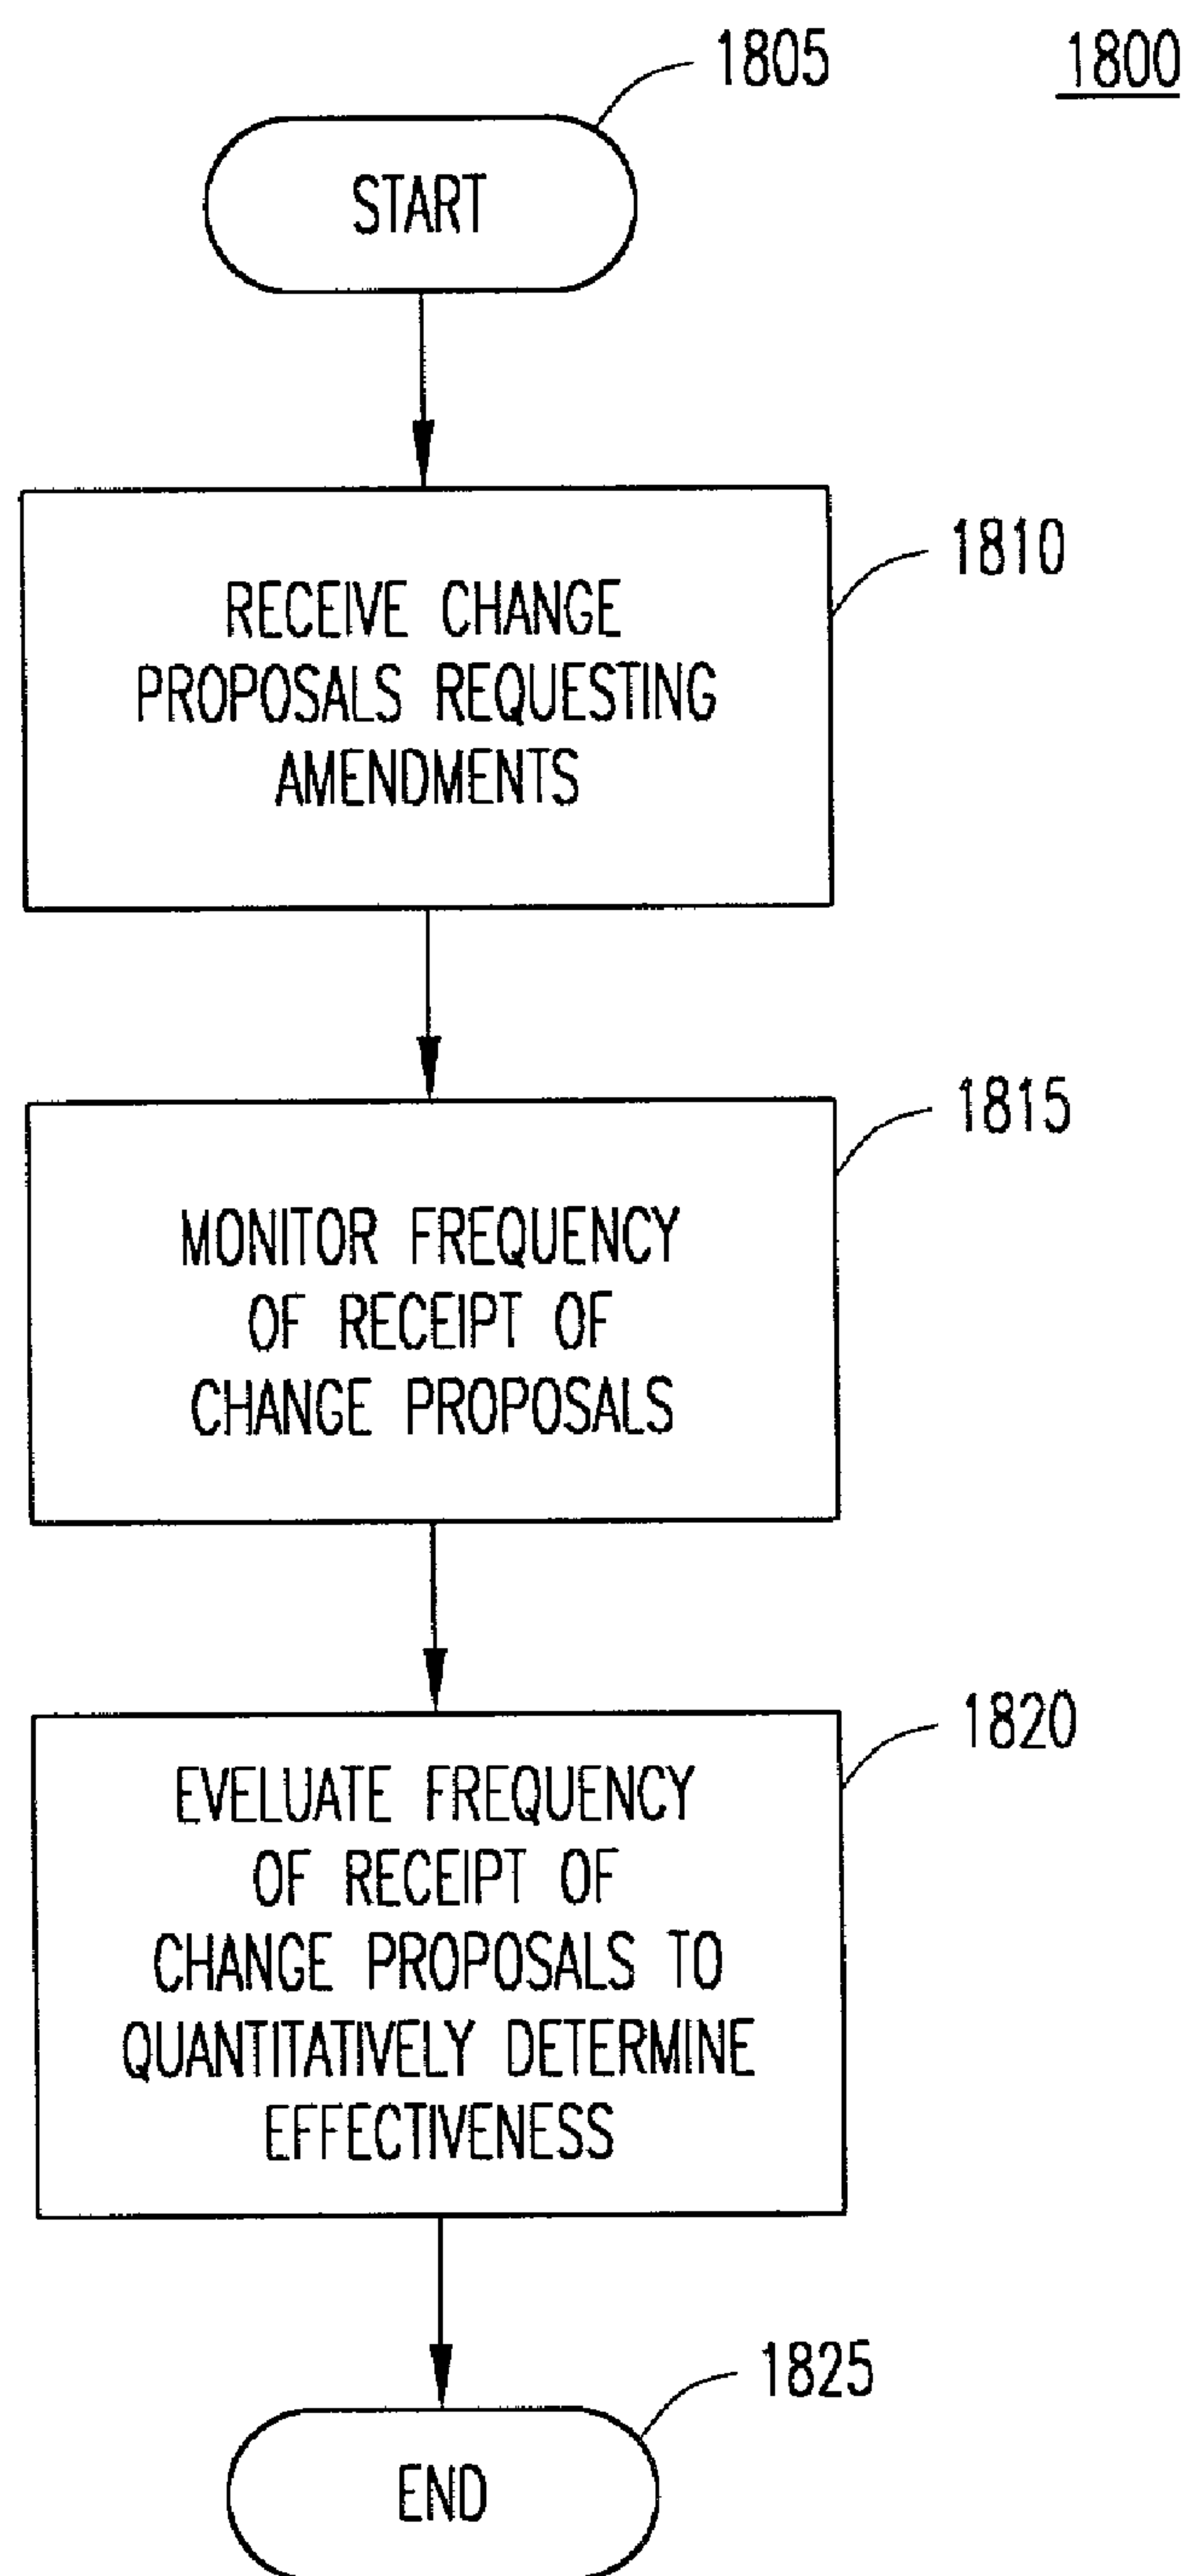 1805
1800
START
1810
RECEIVE CHANGE
PROPOSALS REQUESTING
AMENDMENTS
1815
MONITOR FREQUENCY
OF RECEIPT OF
CHANGE PROPOSALS
1820
EVELUATE FREQUENCY
OF RECEIPT OF
CHANGE PROPOSALS TO
QUANTITATIVELY DETERMINE
EFFECTIVENESS
1825
END